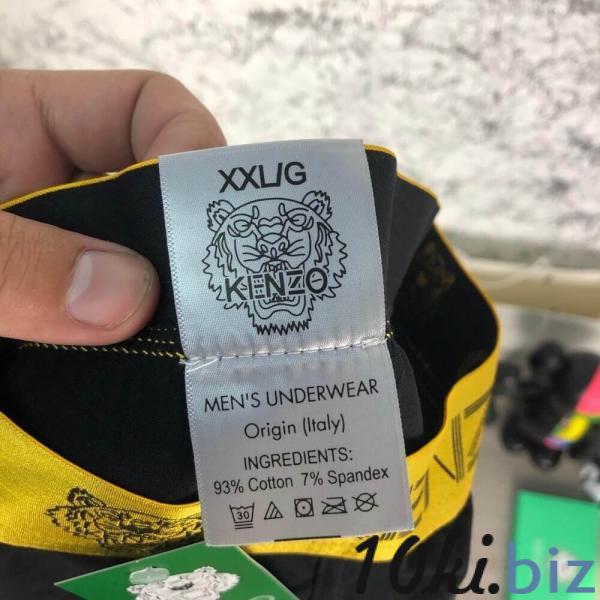 XXL/G
KENZO
MEN'S UNDERWEAR
Origin (Italy)
INGREDIENTS:
93% Cotton 7% Spandex
30
10ki.biz